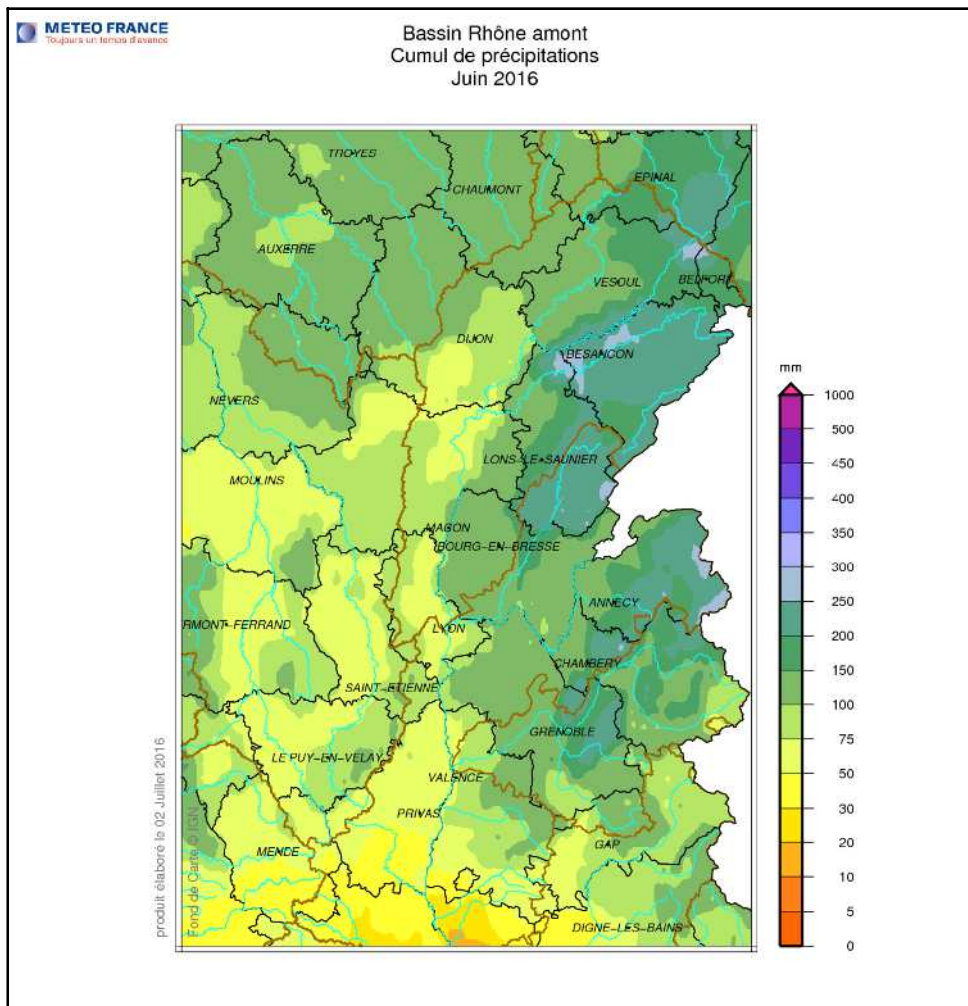 METEO FRANCE
Toujours un temps d'avance
Bassin Rhône amont
Cumul de précipitations
Juin 2016
TROYES
CHAUMONT
EPINAL
AUXERRE
VESOUL
BELFORT
DIJON
BESANCON
NEVERS
LONS-LE-SAUNIER
MOULINS
MACON
BOURG-EN-BRESSE
ANNECY
RMONT-FERRAND
LYON
CHAMBERY
SAINT-ETIENNE
GRENOBLE
LE PUY-EN-VELAY
VALENCE
PRIVAS
GAP
MENDE
DIGNE-LES-BAINS
mm
1000
500
450
400
350
300
250
200
150
100
75
50
30
20
10
5
0
produit élaboré le 02 Juillet 2016
Fond de Carte © IGN